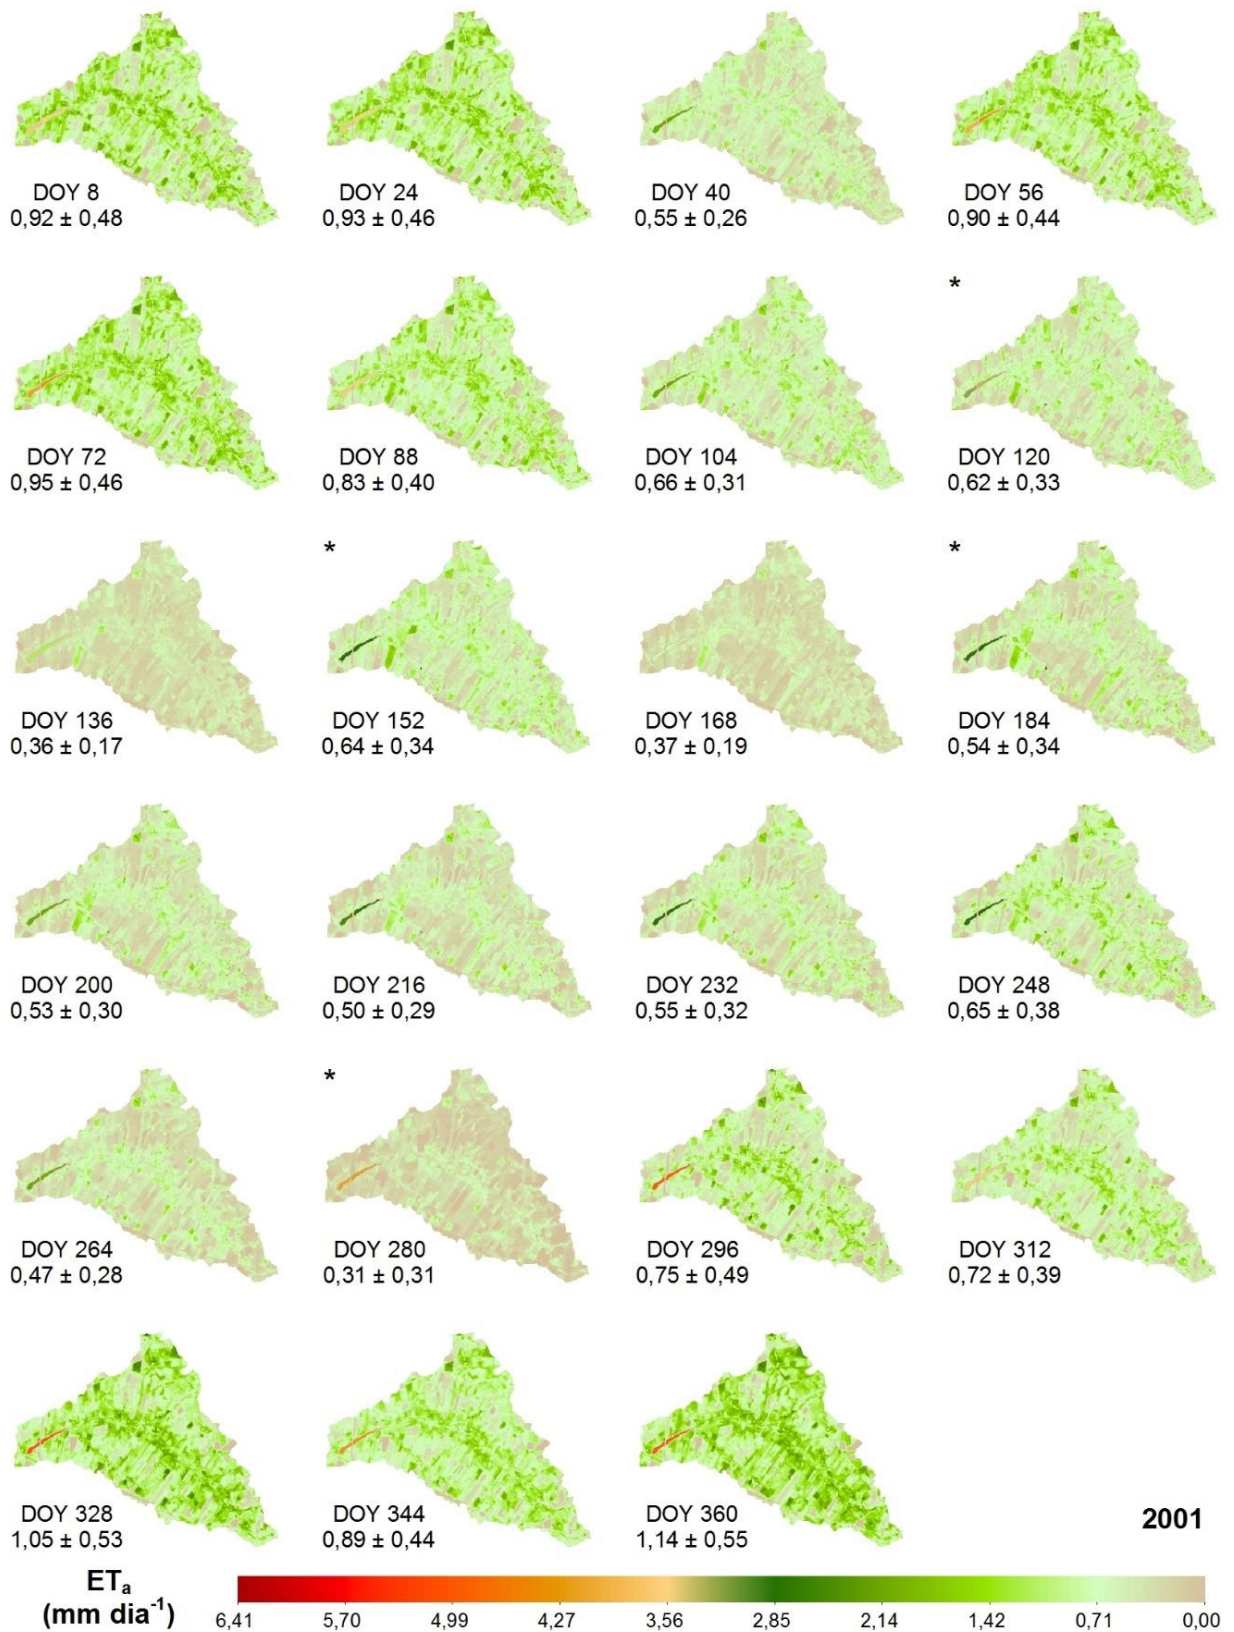 DOY 8 DOY 24 DOY 40 DOY 56
0,92 ± 0,48 0,93 ± 0,46 0,55 ± 0,26 0,90 ± 0,44
*
DOY 72 DOY 88 DOY 104 DOY 120
0,95 ± 0,46 0,83 ± 0,40 0,66 ± 0,31 0,62 ± 0,33
* *
DOY 136 DOY 152 DOY 168 DOY 184
0,36 ± 0,17 0,64 ± 0,34 0,37 ± 0,19 0,54 ± 0,34
DOY 200 DOY 216 DOY 232 DOY 248
0,53 ± 0,30 0,50 ± 0,29 0,55 ± 0,32 0,65 ± 0,38
*
DOY 264 DOY 280 DOY 296 DOY 312
0,47 ± 0,28 0,31 ± 0,31 0,75 ± 0,49 0,72 ± 0,39
DOY 328 DOY 344 DOY 360
1,05 ± 0,53 0,89 ± 0,44 1,14 ± 0,55
2001
ETₐ
(mm dia⁻¹)
6,41 5,70 4,99 4,27 3,56 2,85 2,14 1,42 0,71 0,00